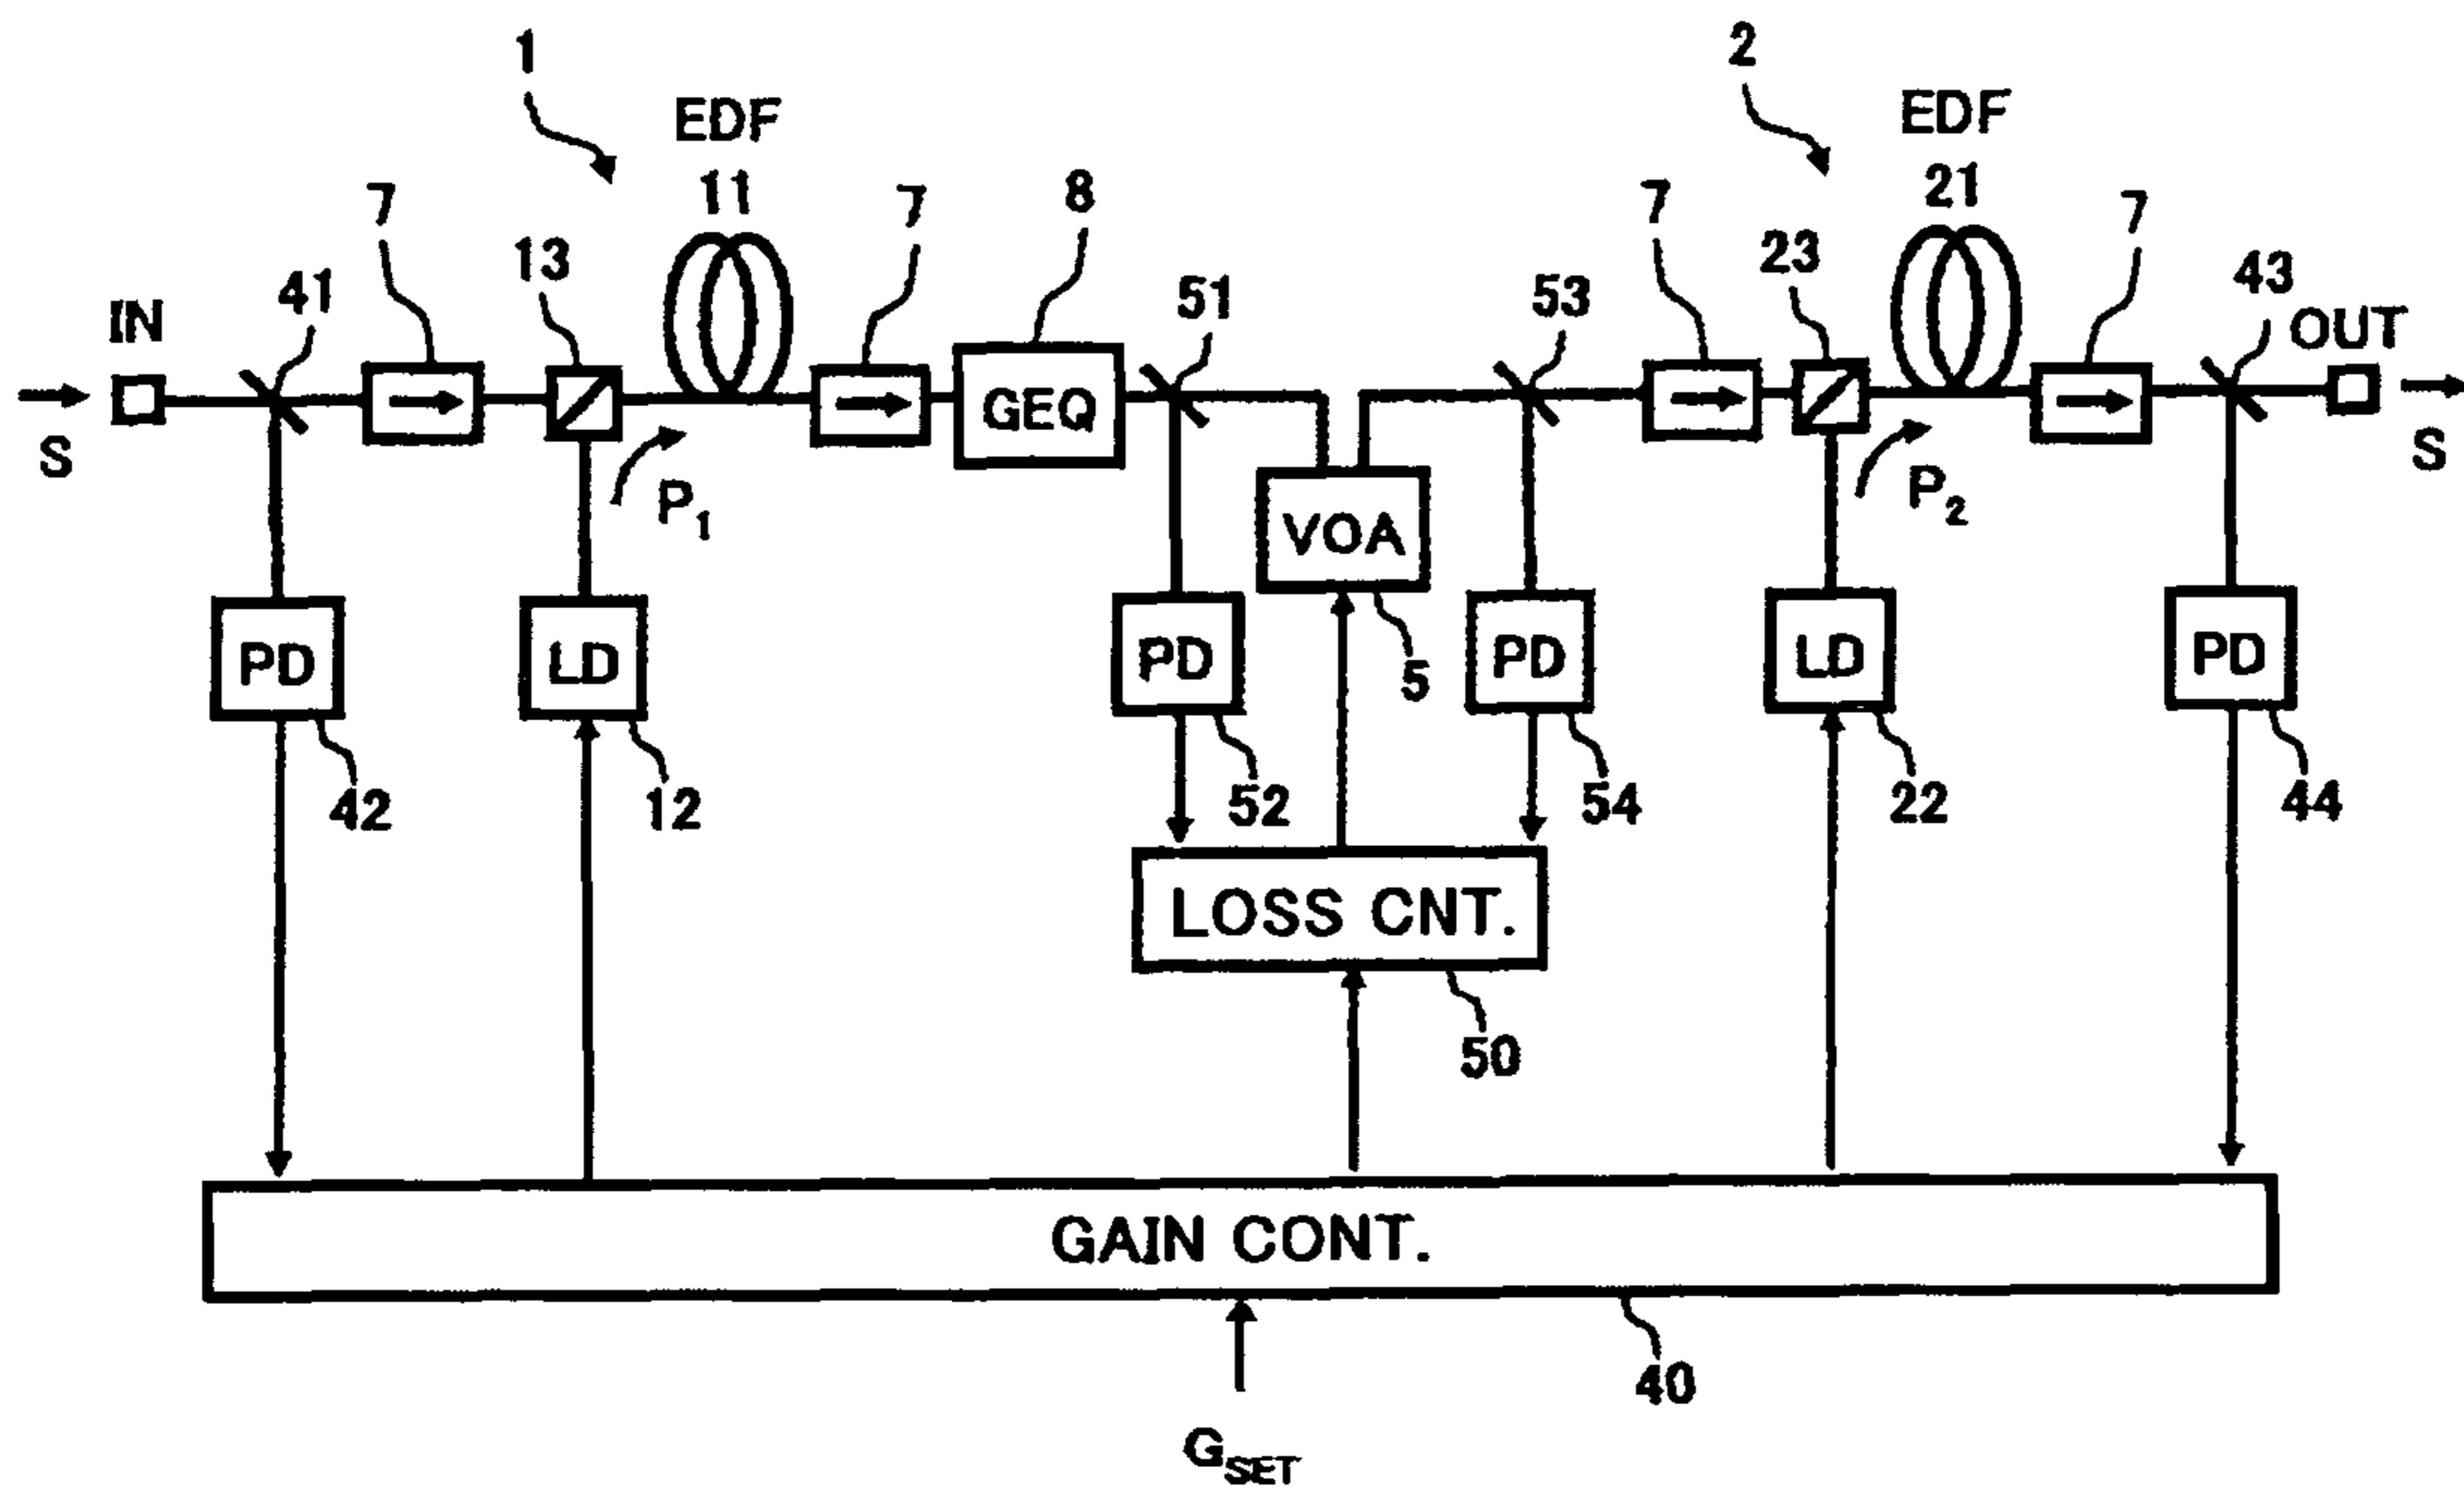 1
2
EDF
EDF
7
11
7
8
7
21
7
13
23
IN
41
51
53
43
OUT
GEQ
S
P1
VOA
P2
S
PD
LD
PD
5
PD
LD
PD
42
12
52
54
22
44
LOSS CNT.
50
GAIN CONT.
40
GSET